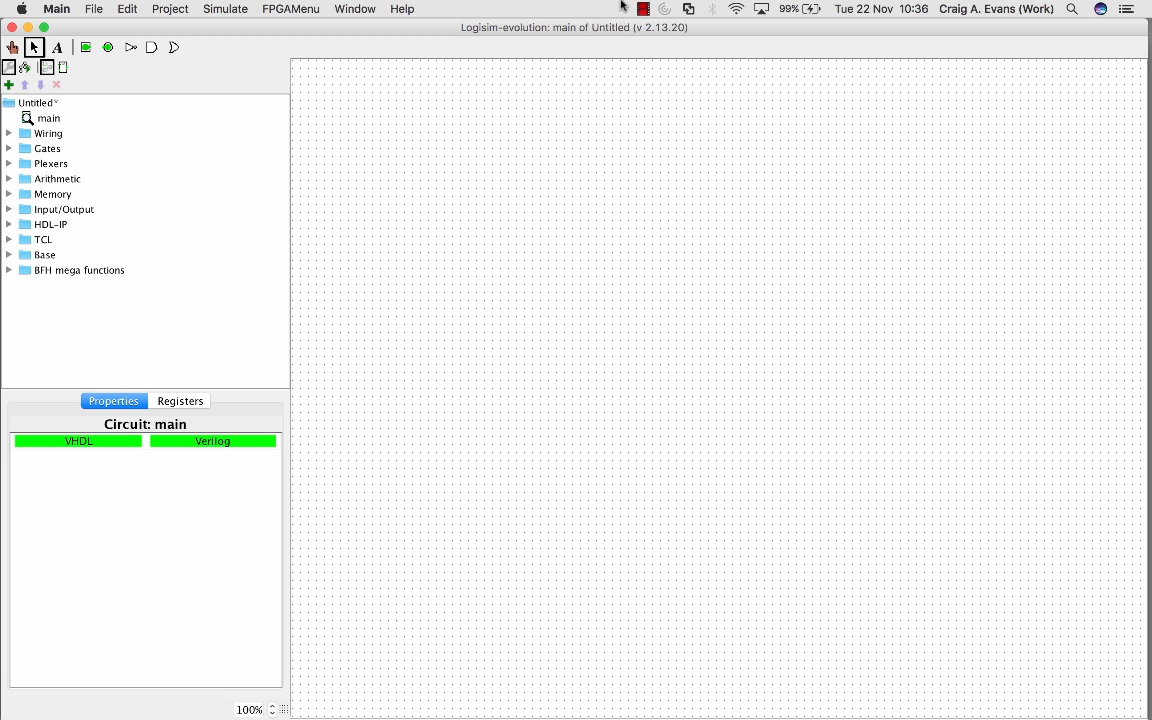 Main File Edit Project Simulate FPGAMenu Window Help 99% Tue 22 Nov 10:36 Craig A. Evans (Work)
Logisim-evolution: main of Untitled (v 2.13.20)
A
Untitled*
main
Wiring
Gates
Plexers
Arithmetic
Memory
Input/Output
HDL-IP
TCL
Base
BFH mega functions
Properties Registers
Circuit: main
VHDL Verilog
100%